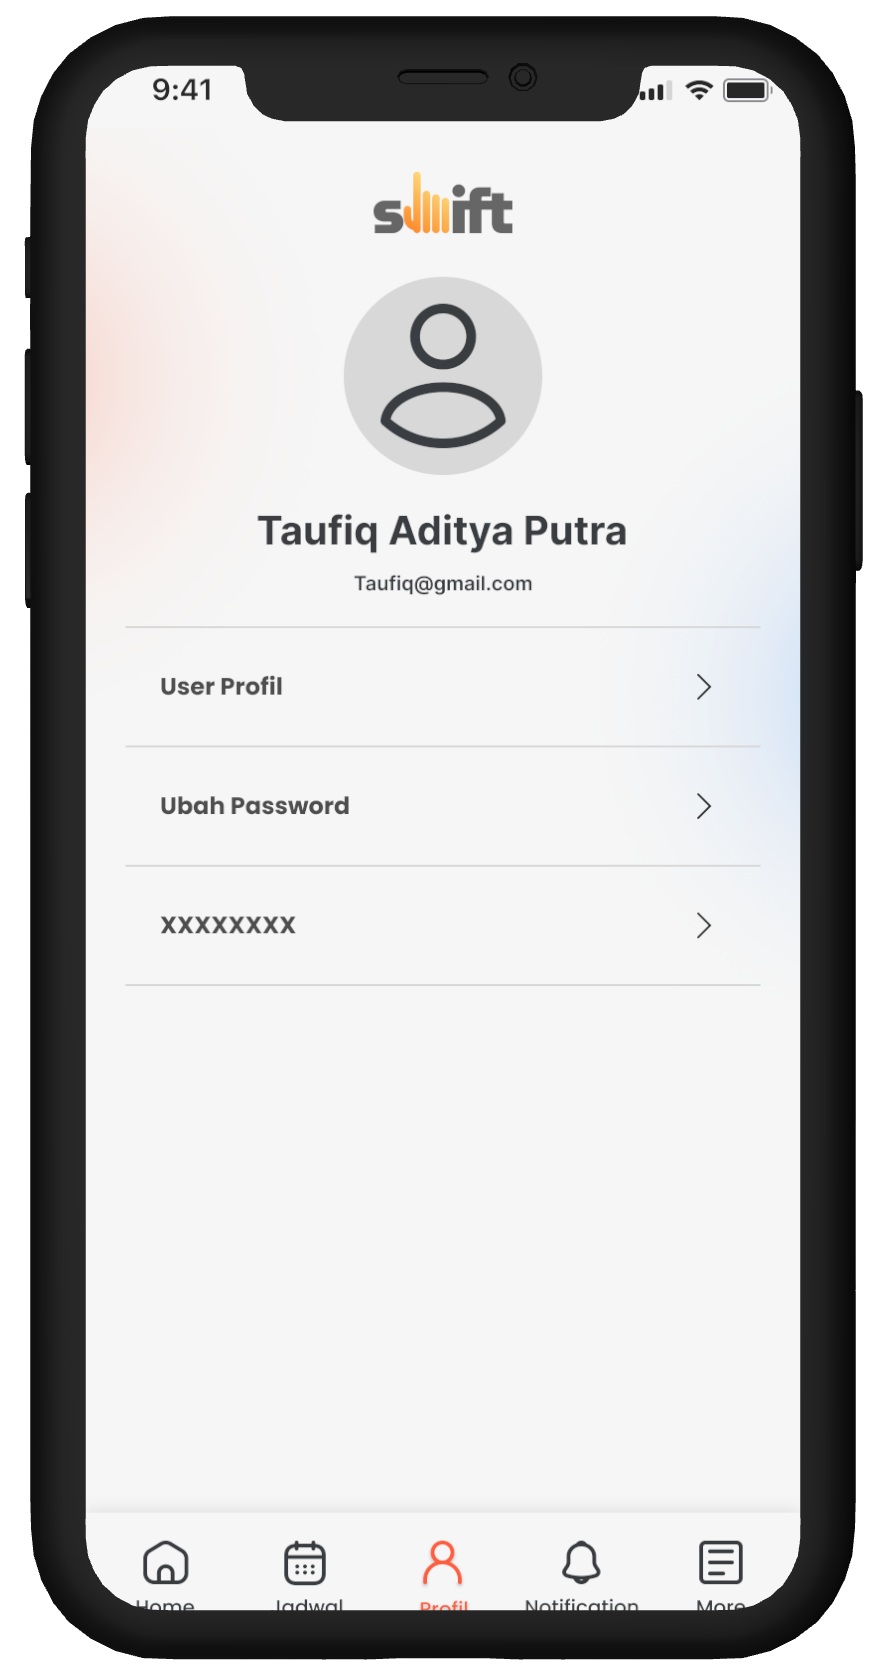 9:41
swift
Taufiq Aditya Putra
Taufiq@gmail.com
User Profil
Ubah Password
XXXXXXXX
Home Jadwal Profil Notification More